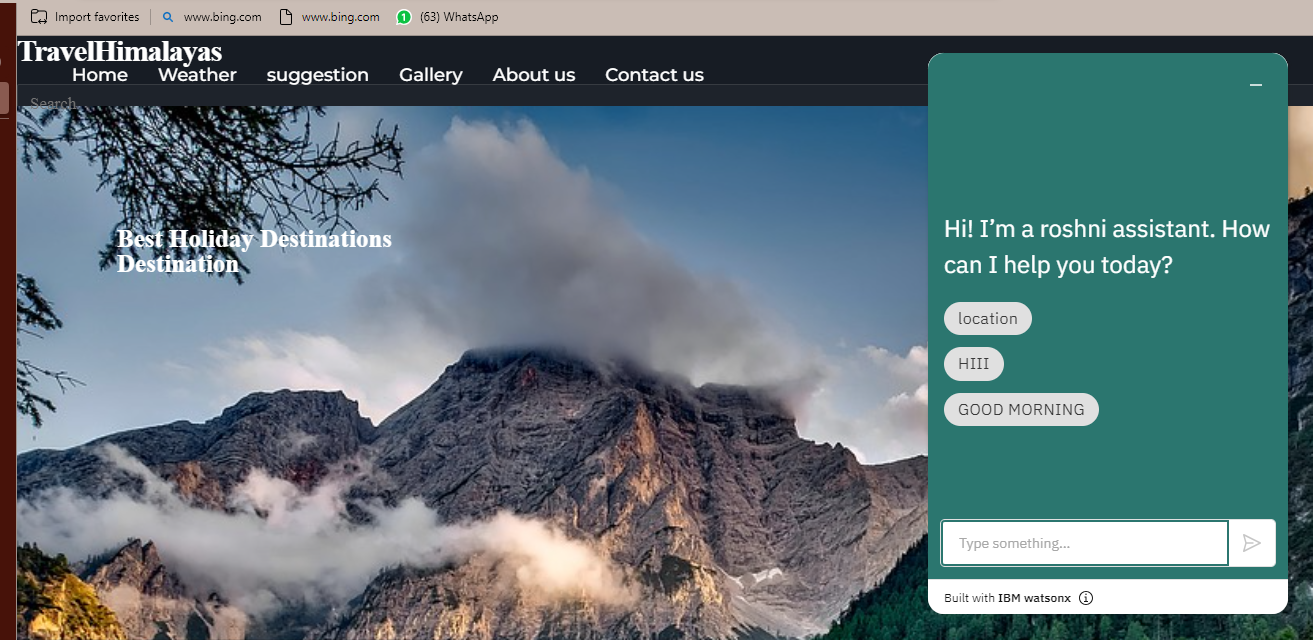 Import favorites
www.bing.com
www.bing.com
1
(63) WhatsApp
TravelHimalayas
Home Weather suggestion Gallery About us Contact us
Search
Best Holiday Destinations
Destination
Hi! I’m a roshni assistant. How
can I help you today?
location
HIII
GOOD MORNING
Type something...
Built with IBM watsonx